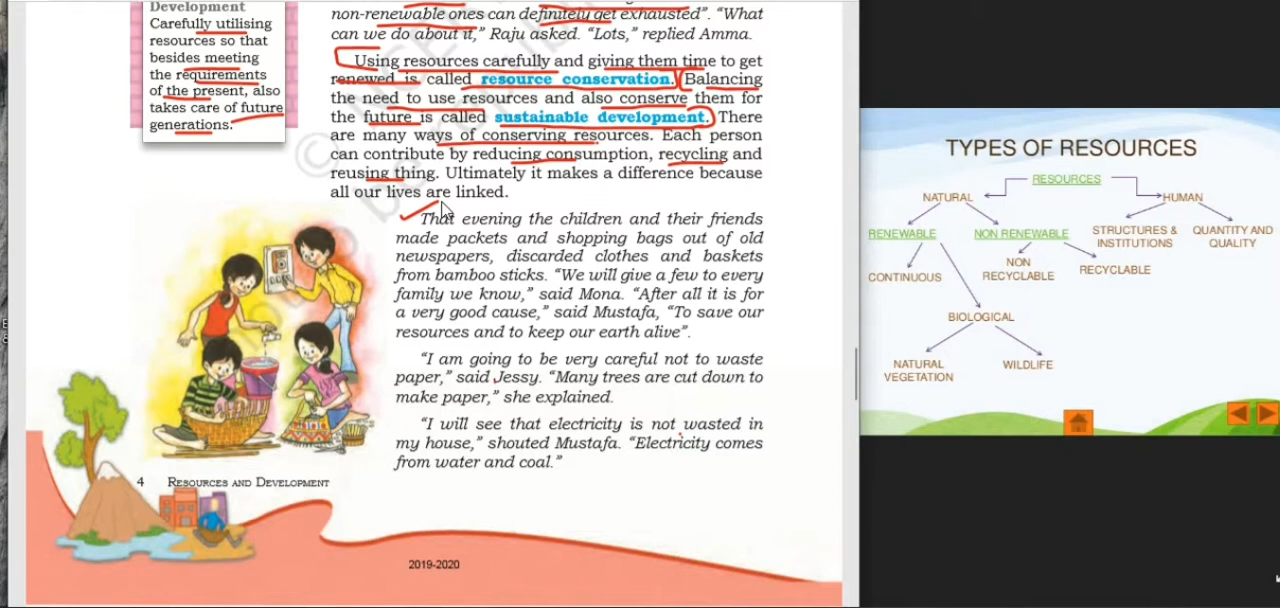 Development
Carefully utilising
resources so that
besides meeting
the requirements
of the present, also
takes care of future
generations.
non-renewable ones can definitely get exhausted”. “What
can we do about it,” Raju asked. “Lots,” replied Amma.
Using resources carefully and giving them time to get
renewed is called resource conservation. Balancing
the need to use resources and also conserve them for
the future is called sustainable development. There
are many ways of conserving resources. Each person
can contribute by reducing consumption, recycling and
reusing thing. Ultimately it makes a difference because
all our lives are linked.
That evening the children and their friends
made packets and shopping bags out of old
newspapers, discarded clothes and baskets
from bamboo sticks. “We will give a few to every
family we know,” said Mona. “After all it is for
a very good cause,” said Mustafa, “To save our
resources and to keep our earth alive”.
“I am going to be very careful not to waste
paper,” said Jessy. “Many trees are cut down to
make paper,” she explained.
“I will see that electricity is not wasted in
my house,” shouted Mustafa. “Electricity comes
from water and coal.”
4 RESOURCES AND DEVELOPMENT
2019-2020
TYPES OF RESOURCES
RESOURCES
NATURAL
HUMAN
RENEWABLE
NON RENEWABLE
STRUCTURES &
INSTITUTIONS
QUANTITY AND
QUALITY
CONTINUOUS
NON
RECYCLABLE
RECYCLABLE
BIOLOGICAL
NATURAL
VEGETATION
WILDLIFE